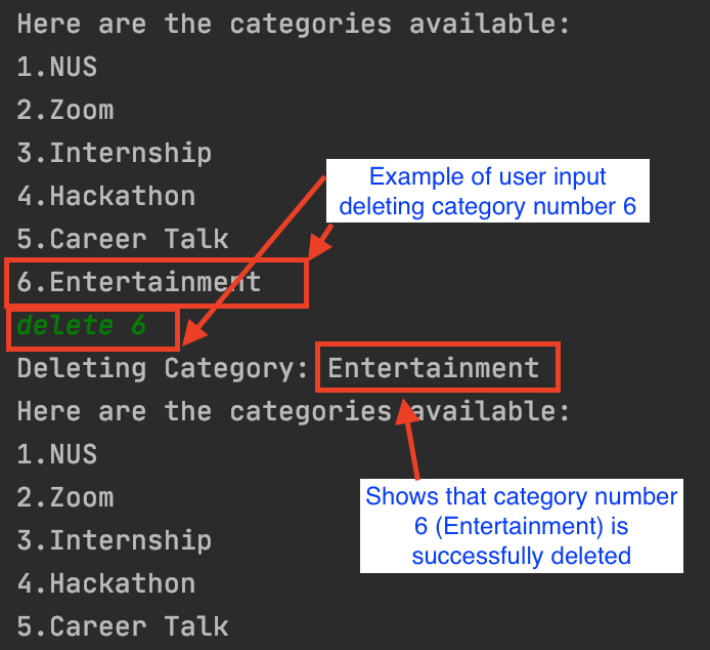 Here are the categories available:
1.NUS
2.Zoom
3.Internship
Example of user input
deleting category number 6
4.Hackathon
5.Career Talk
6.Entertainment
delete 6
Deleting Category: Entertainment
Here are the categories available:
1.NUS
2.Zoom
Shows that category number
6 (Entertainment) is
successfully deleted
3.Internship
4.Hackathon
5.Career Talk